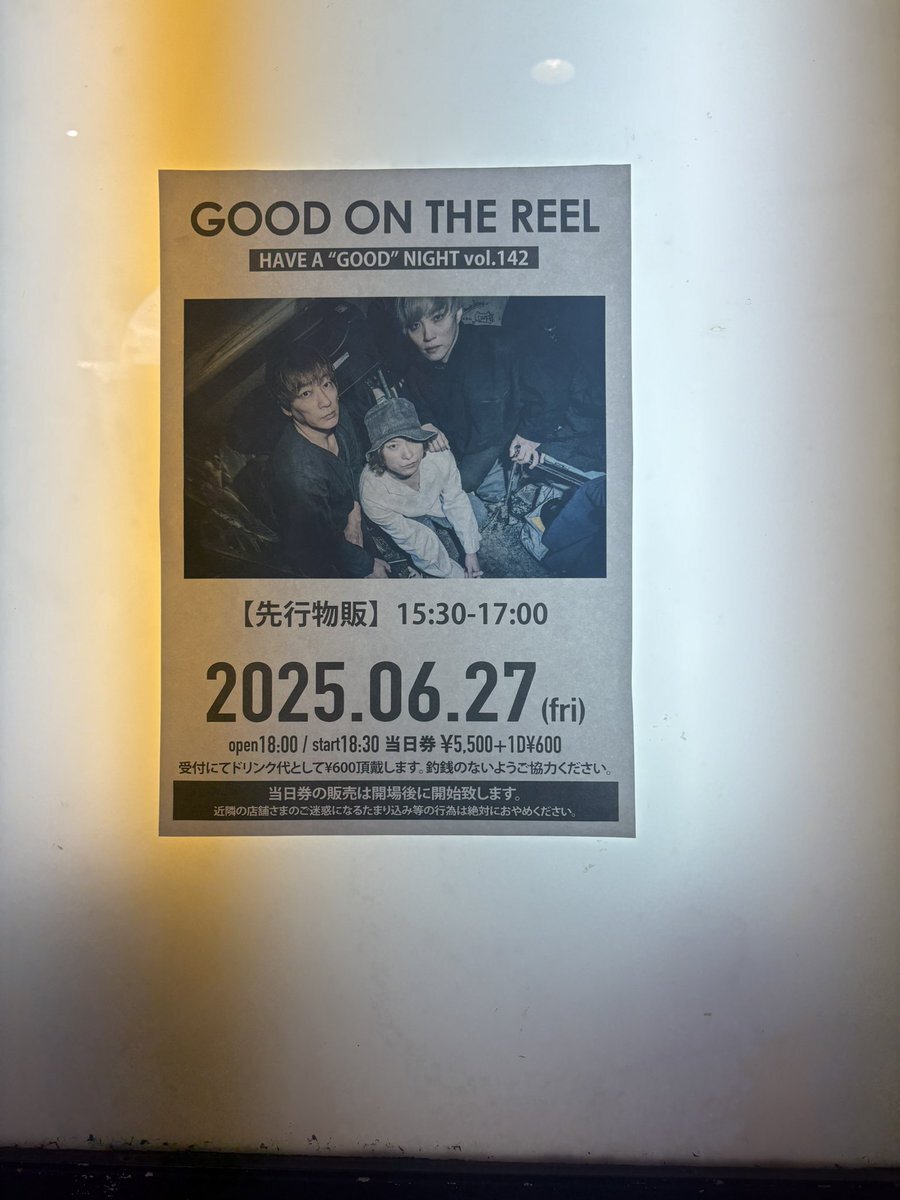 GOOD ON THE REEL
HAVE A “GOOD” NIGHT vol.142
【先行物販】15:30-17:00
2025.06.27 (fri)
open18:00 / start18:30 当日券 ¥5,500+1D¥600
受付にてドリンク代として¥600頂戴します。釣銭のないようご協力ください。
当日券の販売は開場後に開始致します。
近隣の店舗さまのご迷惑になるたまり込み等の行為は絶対におやめください。